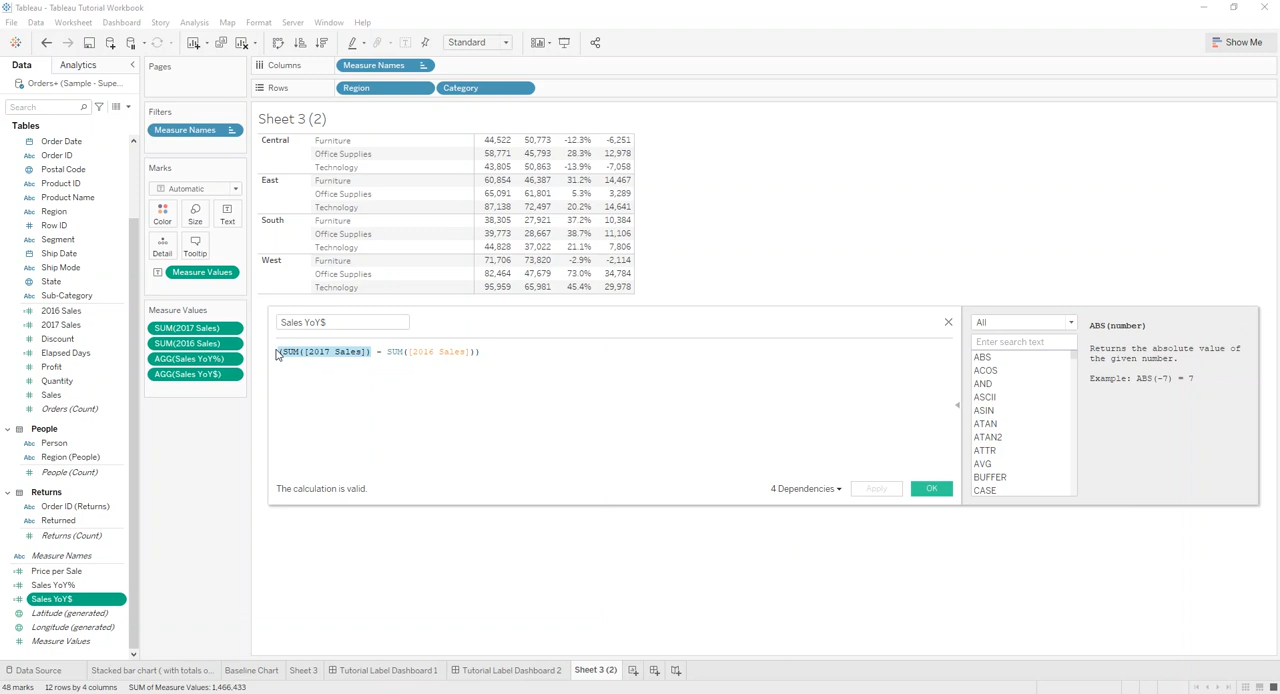 Tableau - Tableau Tutorial Workbook
File Data Worksheet Dashboard Story Analysis Map Format Server Window Help
Standard
Show Me
Data Analytics
Orders+ (Sample - Supe...
Search
Tables
Order Date
Abc Order ID
Postal Code
Abc Product ID
Abc Product Name
Abc Region
# Row ID
Abc Segment
Ship Date
Abc Ship Mode
State
Abc Sub-Category
=# 2016 Sales
=# 2017 Sales
# Discount
=# Elapsed Days
# Profit
# Quantity
# Sales
# Orders (Count)
People
Abc Person
Abc Region (People)
# People (Count)
Returns
Abc Order ID (Returns)
Abc Returned
# Returns (Count)
Abc Measure Names
=# Price per Sale
=# Sales YoY%
=# Sales YoY$
Latitude (generated)
Longitude (generated)
# Measure Values
Pages
Filters
Measure Names
Marks
Automatic
Color Size Text
Detail Tooltip
Measure Values
Measure Values
SUM(2017 Sales)
SUM(2016 Sales)
AGG(Sales YoY%)
AGG(Sales YoY$)
Columns Measure Names
Rows Region Category
Sheet 3 (2)
Central Furniture 44,522 50,773 -12.3% -6,251
Office Supplies 58,771 45,793 28.3% 12,978
Technology 43,805 50,863 -13.9% -7,058
East Furniture 60,854 46,387 31.2% 14,467
Office Supplies 65,091 61,801 5.3% 3,289
Technology 87,138 72,497 20.2% 14,641
South Furniture 38,305 27,921 37.2% 10,384
Office Supplies 39,773 28,667 38.7% 11,106
Technology 44,828 37,022 21.1% 7,806
West Furniture 71,706 73,820 -2.9% -2,114
Office Supplies 82,464 47,679 73.0% 34,784
Technology 95,959 65,981 45.4% 29,978
Sales YoY$
(SUM([2017 Sales]) - SUM([2016 Sales]))
The calculation is valid.
4 Dependencies
Apply
OK
All
Enter search text
ABS
ACOS
AND
ASCII
ASIN
ATAN
ATAN2
ATTR
AVG
BUFFER
CASE
ABS(number)
Returns the absolute value of
the given number.
Example: ABS(-7) = 7
Data Source Stacked bar chart ( with totals o... Baseline Chart Sheet 3 Tutorial Label Dashboard 1 Tutorial Label Dashboard 2 Sheet 3 (2)
48 marks 12 rows by 4 columns SUM of Measure Values: 1,466,433